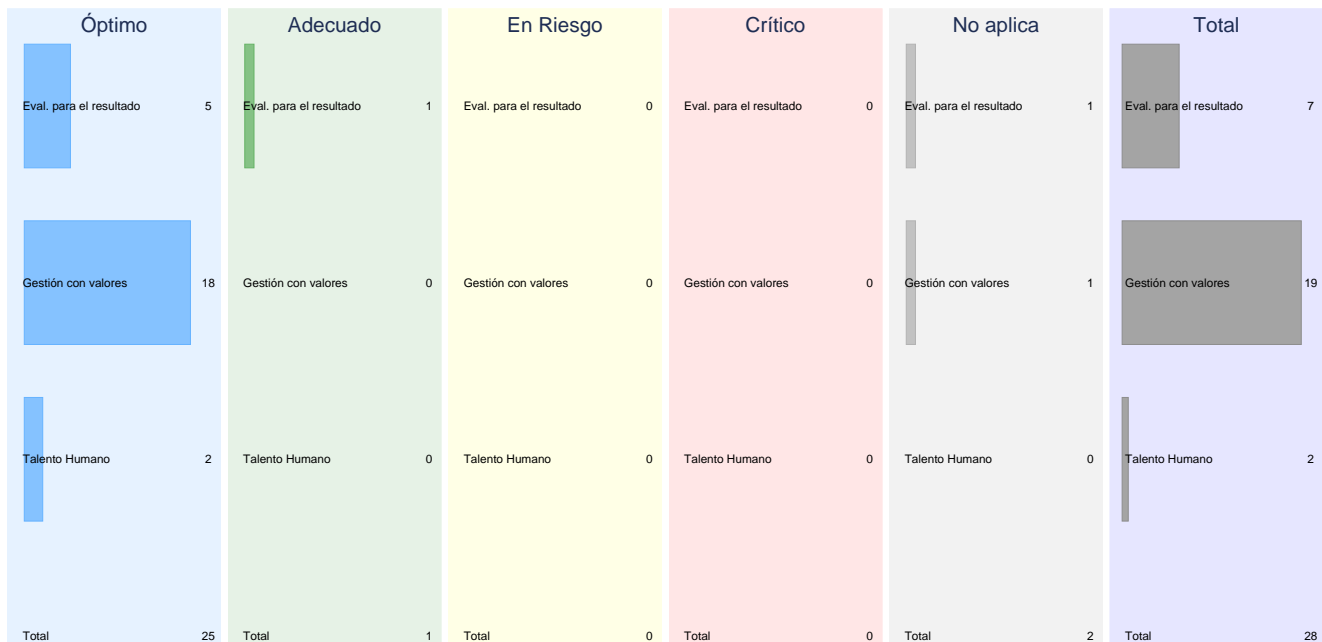 Óptimo Adecuado En Riesgo Crítico No aplica Total
Eval. para el resultado 5 Eval. para el resultado 1 Eval. para el resultado 0 Eval. para el resultado 0 Eval. para el resultado 1 Eval. para el resultado 7
Gestión con valores 18 Gestión con valores 0 Gestión con valores 0 Gestión con valores 0 Gestión con valores 1 Gestión con valores 19
Talento Humano 2 Talento Humano 0 Talento Humano 0 Talento Humano 0 Talento Humano 0 Talento Humano 2
Total 25 Total 1 Total 0 Total 0 Total 2 Total 28